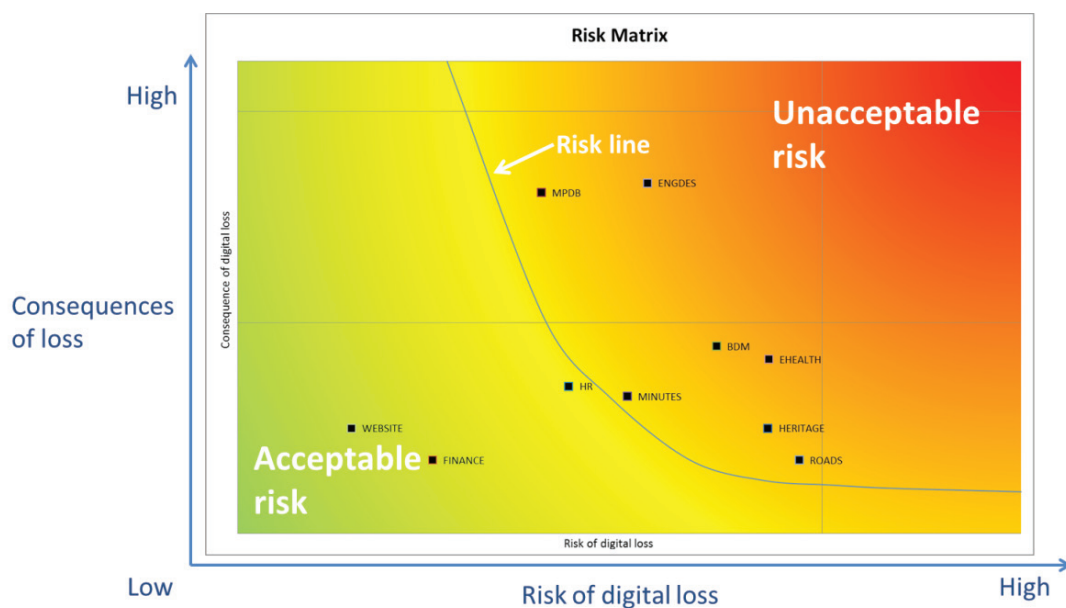 Risk Matrix
High
Unacceptable
risk
Risk line
MPDB
ENGDES
Consequence of digital loss
Consequences
of loss
BDM
EHEALTH
HR
MINUTES
WEBSITE
HERITAGE
Acceptable
risk
FINANCE
ROADS
Risk of digital loss
Low
Risk of digital loss
High